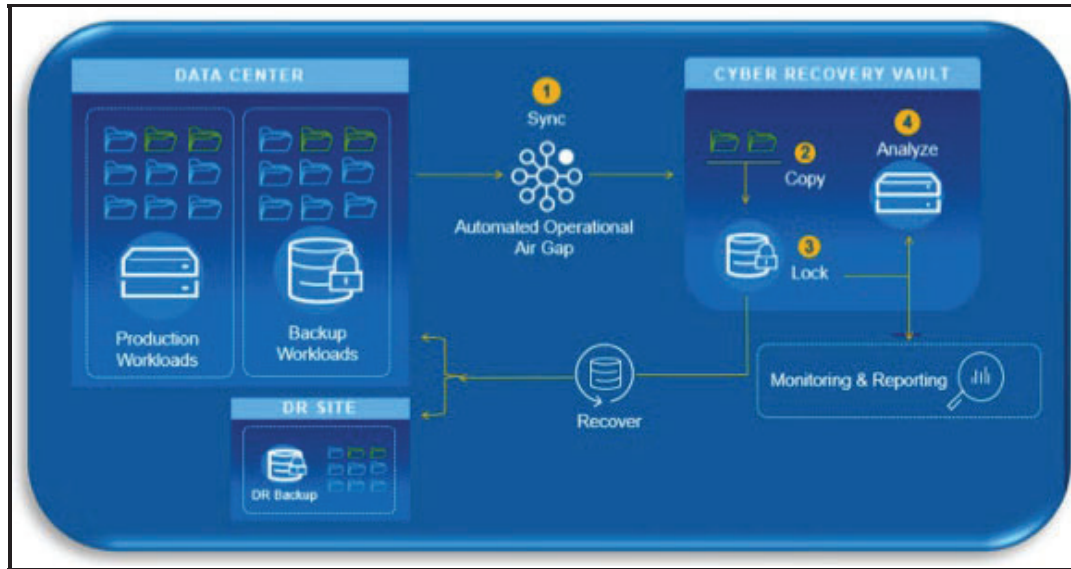 DATA CENTER
Production
Workloads
Backup
Workloads
1
Sync
Automated Operational
Air Gap
CYBER RECOVERY VAULT
2
Copy
4
Analyze
3
Lock
Monitoring & Reporting
Recover
DR SITE
DR Backup